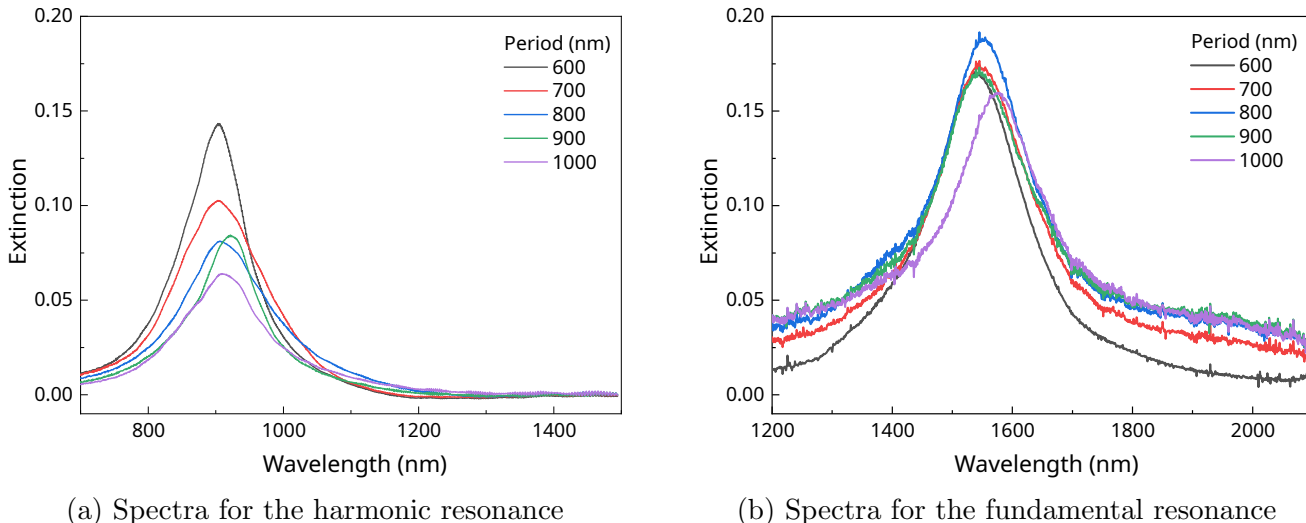 0.20
0.15
0.10
0.05
0.00
Extinction
Period (nm)
600
700
800
900
1000
800 1000 1200 1400
Wavelength (nm)
(a) Spectra for the harmonic resonance
0.20
0.15
0.10
0.05
0.00
Extinction
Period (nm)
600
700
800
900
1000
1200 1400 1600 1800 2000
Wavelength (nm)
(b) Spectra for the fundamental resonance